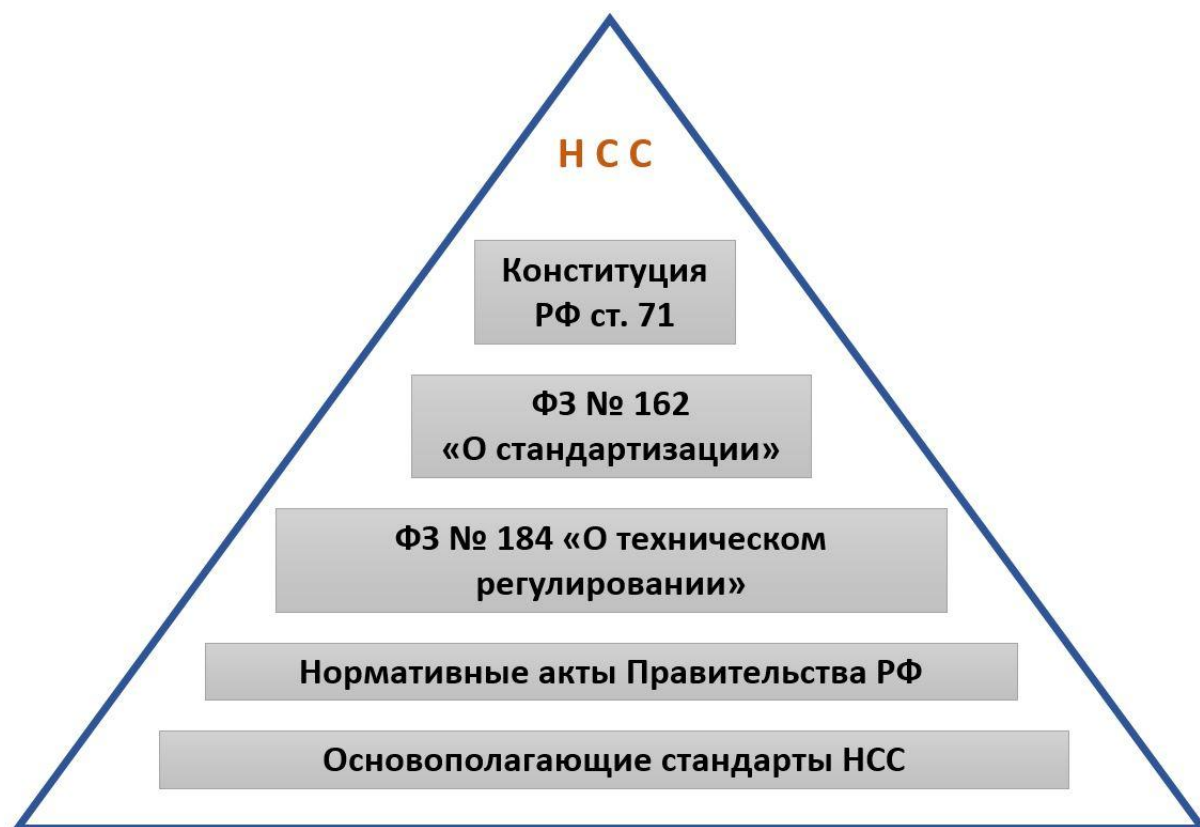 Н С С
Конституция
РФ ст. 71
ФЗ № 162
«О стандартизации»
ФЗ № 184 «О техническом
регулировании»
Нормативные акты Правительства РФ
Основополагающие стандарты НСС